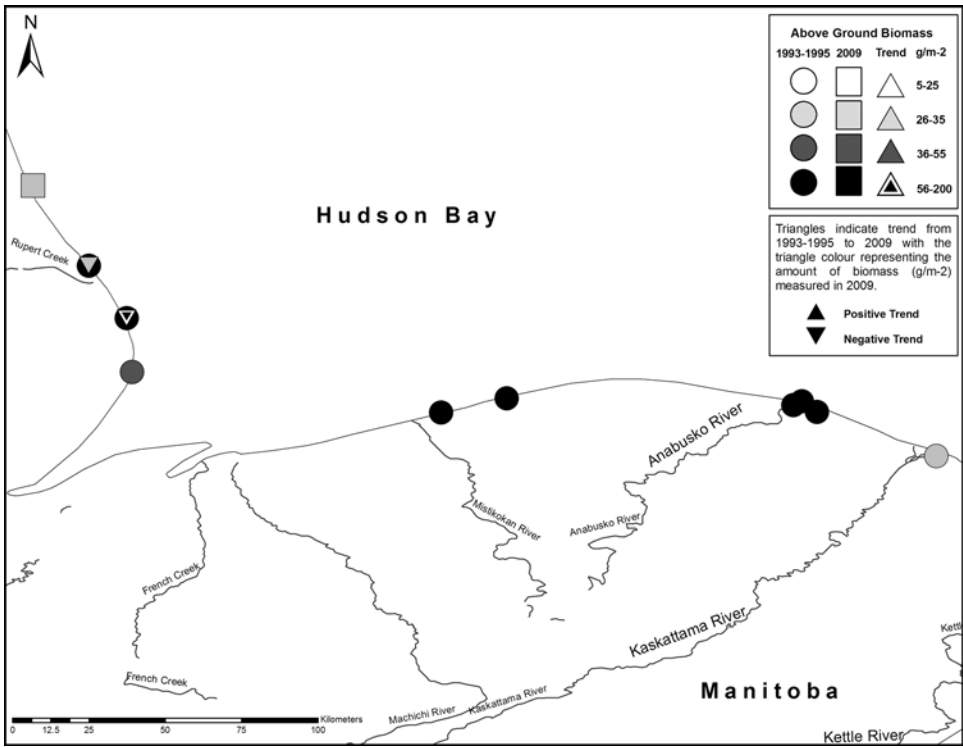 N
Above Ground Biomass
1993-1995 2009 Trend g/m-2
5-25
26-35
36-55
56-200
Triangles indicate trend from
1993-1995 to 2009 with the
triangle colour representing the
amount of biomass (g/m-2)
measured in 2009.
Positive Trend
Negative Trend
Hudson Bay
Rupert Creek
Anabusko River
Mistikokan River
Anabusko River
French Creek
Kaskattama River
Kettl
French Creek
Kaskattama River
Machichi River
Manitoba
Kettle River
Kilometers
0 12.5 25 50 75 100